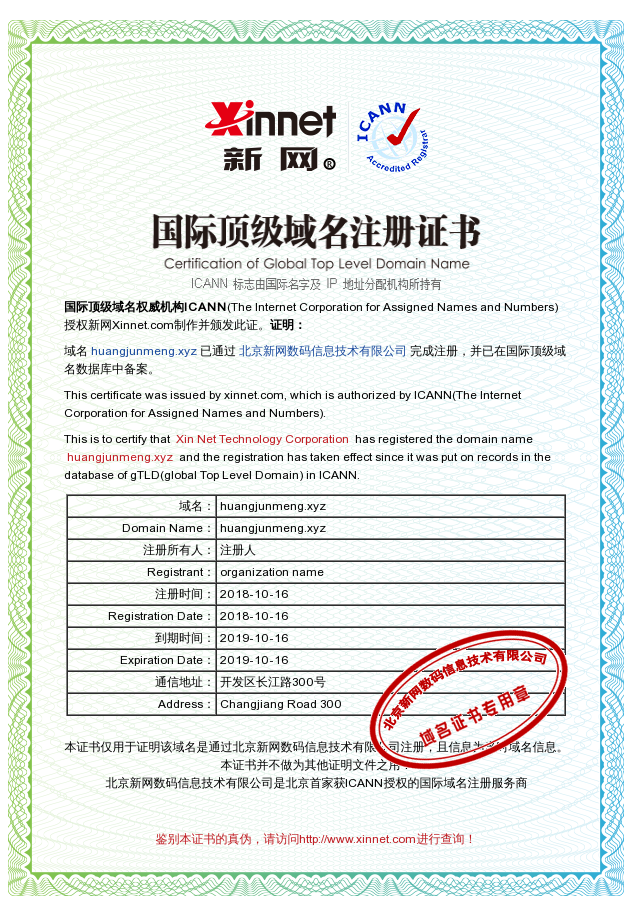 Xinnet
新网®
ICANN
Accredited Registrar
国际顶级域名注册证书
Certification of Global Top Level Domain Name
ICANN 标志由国际名字及 IP 地址分配机构所持有
国际顶级域名权威机构ICANN(The Internet Corporation for Assigned Names and Numbers)
授权新网Xinnet.com制作并颁发此证。证明：
域名 huangjunmeng.xyz 已通过 北京新网数码信息技术有限公司 完成注册，并已在国际顶级域
名数据库中备案。
This certificate was issued by xinnet.com, which is authorized by ICANN(The Internet
Corporation for Assigned Names and Numbers).
This is to certify that Xin Net Technology Corporation has registered the domain name
huangjunmeng.xyz and the registration has taken effect since it was put on records in the
database of gTLD(global Top Level Domain) in ICANN.
域名： huangjunmeng.xyz
Domain Name： huangjunmeng.xyz
注册所有人： 注册人
Registrant： organization name
注册时间： 2018-10-16
Registration Date： 2018-10-16
到期时间： 2019-10-16
Expiration Date： 2019-10-16
通信地址： 开发区长江路300号
Address： Changjiang Road 300
北京新网数码信息技术有限公司
域名证书专用章
本证书仅用于证明该域名是通过北京新网数码信息技术有限公司注册，且信息为当时域名信息。
本证书并不做为其他证明文件之用！
北京新网数码信息技术有限公司是北京首家获ICANN授权的国际域名注册服务商
鉴别本证书的真伪，请访问http://www.xinnet.com进行查询！